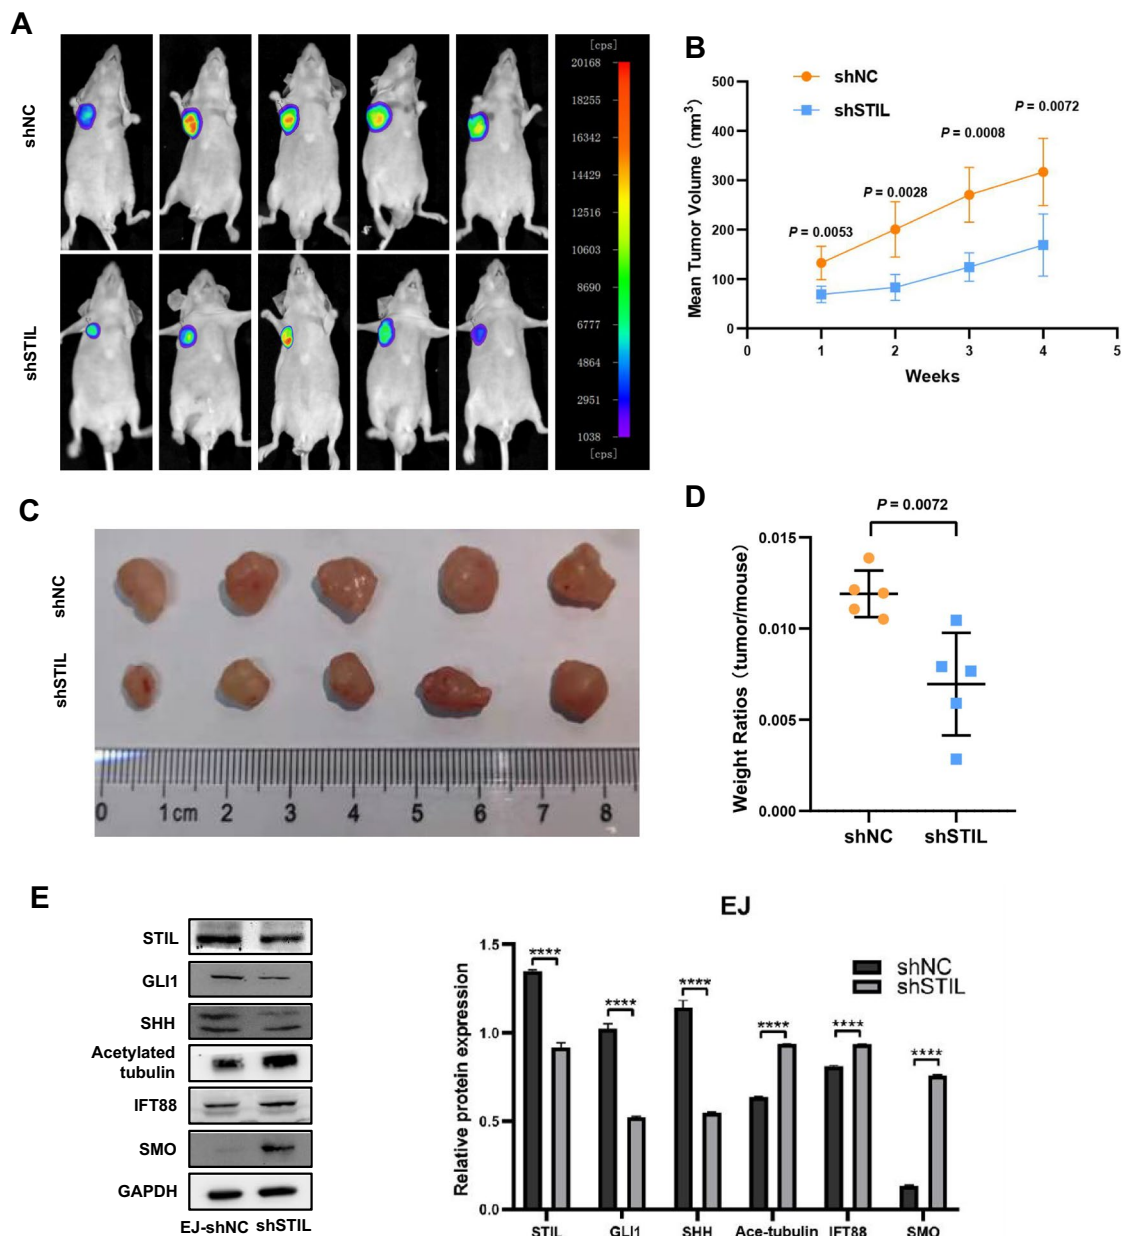 A
shNC
shSTIL
[cps]
20168
18255
16342
14429
12516
10603
8690
6777
4864
2951
1038
[cps]
B
shNC
shSTIL
Mean Tumor Volume (mm³)
500
400
300
200
100
0
P = 0.0053
P = 0.0028
P = 0.0008
P = 0.0072
0 1 2 3 4 5
Weeks
C
shNC
shSTIL
0 1 cm 2 3 4 5 6 7 8
D
P = 0.0072
Weight Ratios (tumor/mouse)
0.015
0.010
0.005
0.000
shNC shSTIL
E
STIL
GLI1
SHH
Acetylated
tubulin
IFT88
SMO
GAPDH
EJ-shNC shSTIL
EJ
shNC
shSTIL
Relative protein expression
1.5
1.0
0.5
0.0
****
****
****
****
****
****
STIL GLI1 SHH Ace-tubulin IFT88 SMO